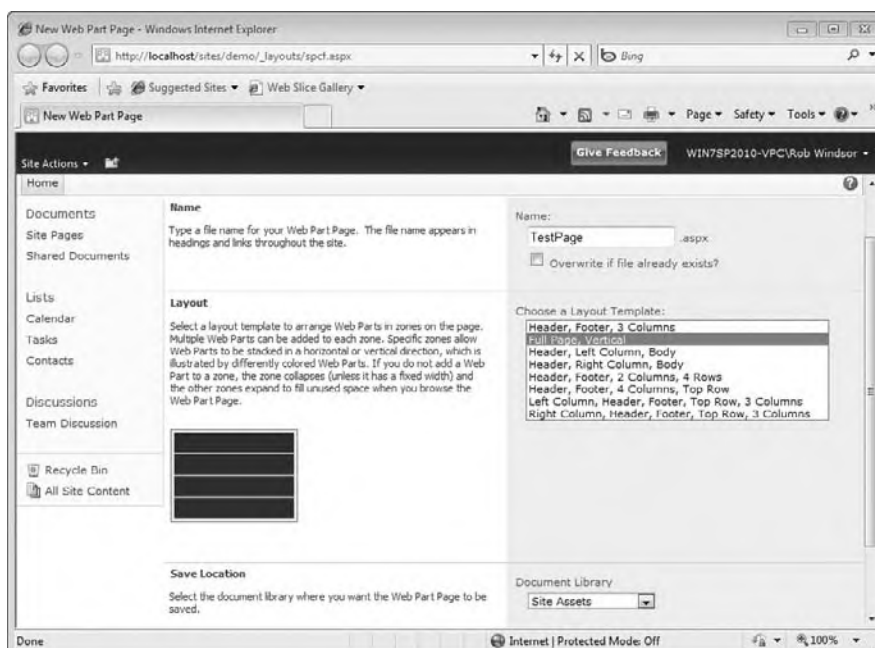 New Web Part Page - Windows Internet Explorer
http://localhost/sites/demo/_layouts/spcf.aspx
Bing
Favorites
Suggested Sites
Web Slice Gallery
New Web Part Page
Page
Safety
Tools
Site Actions
Give Feedback
WIN7SP2010-VPC\Rob Windsor
Home
Documents
Site Pages
Shared Documents
Lists
Calendar
Tasks
Contacts
Discussions
Team Discussion
Recycle Bin
All Site Content
Name
Type a file name for your Web Part Page. The file name appears in
headings and links throughout the site.
Name:
TestPage .aspx
Overwrite if file already exists?
Layout
Select a layout template to arrange Web Parts in zones on the page.
Multiple Web Parts can be added to each zone. Specific zones allow
Web Parts to be stacked in a horizontal or vertical direction, which is
illustrated by differently colored Web Parts. If you do not add a Web
Part to a zone, the zone collapses (unless it has a fixed width) and
the other zones expand to fill unused space when you browse the
Web Part Page.
Choose a Layout Template:
Header, Footer, 3 Columns
Full Page, Vertical
Header, Left Column, Body
Header, Right Column, Body
Header, Footer, 2 Columns, 4 Rows
Header, Footer, 4 Columns, Top Row
Left Column, Header, Footer, Top Row, 3 Columns
Right Column, Header, Footer, Top Row, 3 Columns
Save Location
Select the document library where you want the Web Part Page to be
saved.
Document Library
Site Assets
Done
Internet | Protected Mode: Off
100%